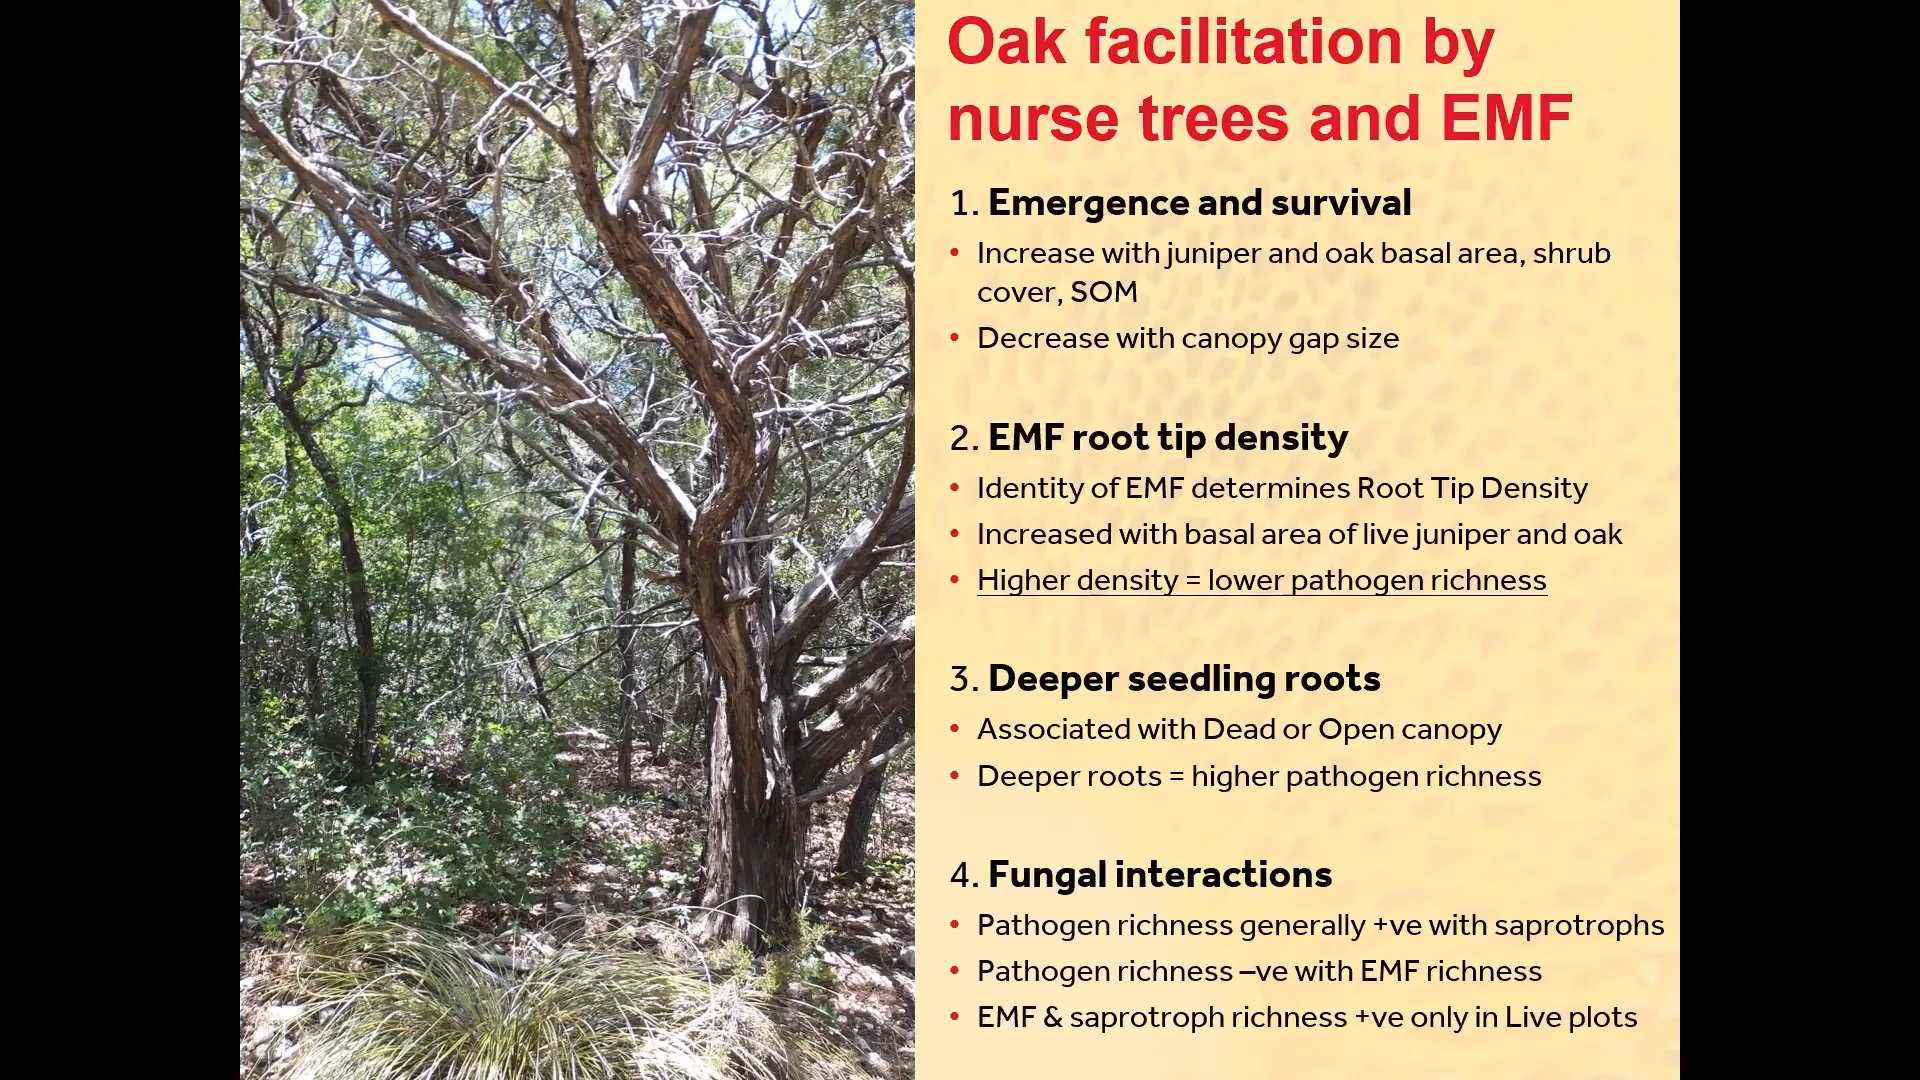 Oak facilitation by
nurse trees and EMF
1. Emergence and survival
• Increase with juniper and oak basal area, shrub
cover, SOM
• Decrease with canopy gap size
2. EMF root tip density
• Identity of EMF determines Root Tip Density
• Increased with basal area of live juniper and oak
• Higher density = lower pathogen richness
3. Deeper seedling roots
• Associated with Dead or Open canopy
• Deeper roots = higher pathogen richness
4. Fungal interactions
• Pathogen richness generally +ve with saprotrophs
• Pathogen richness –ve with EMF richness
• EMF & saprotroph richness +ve only in Live plots